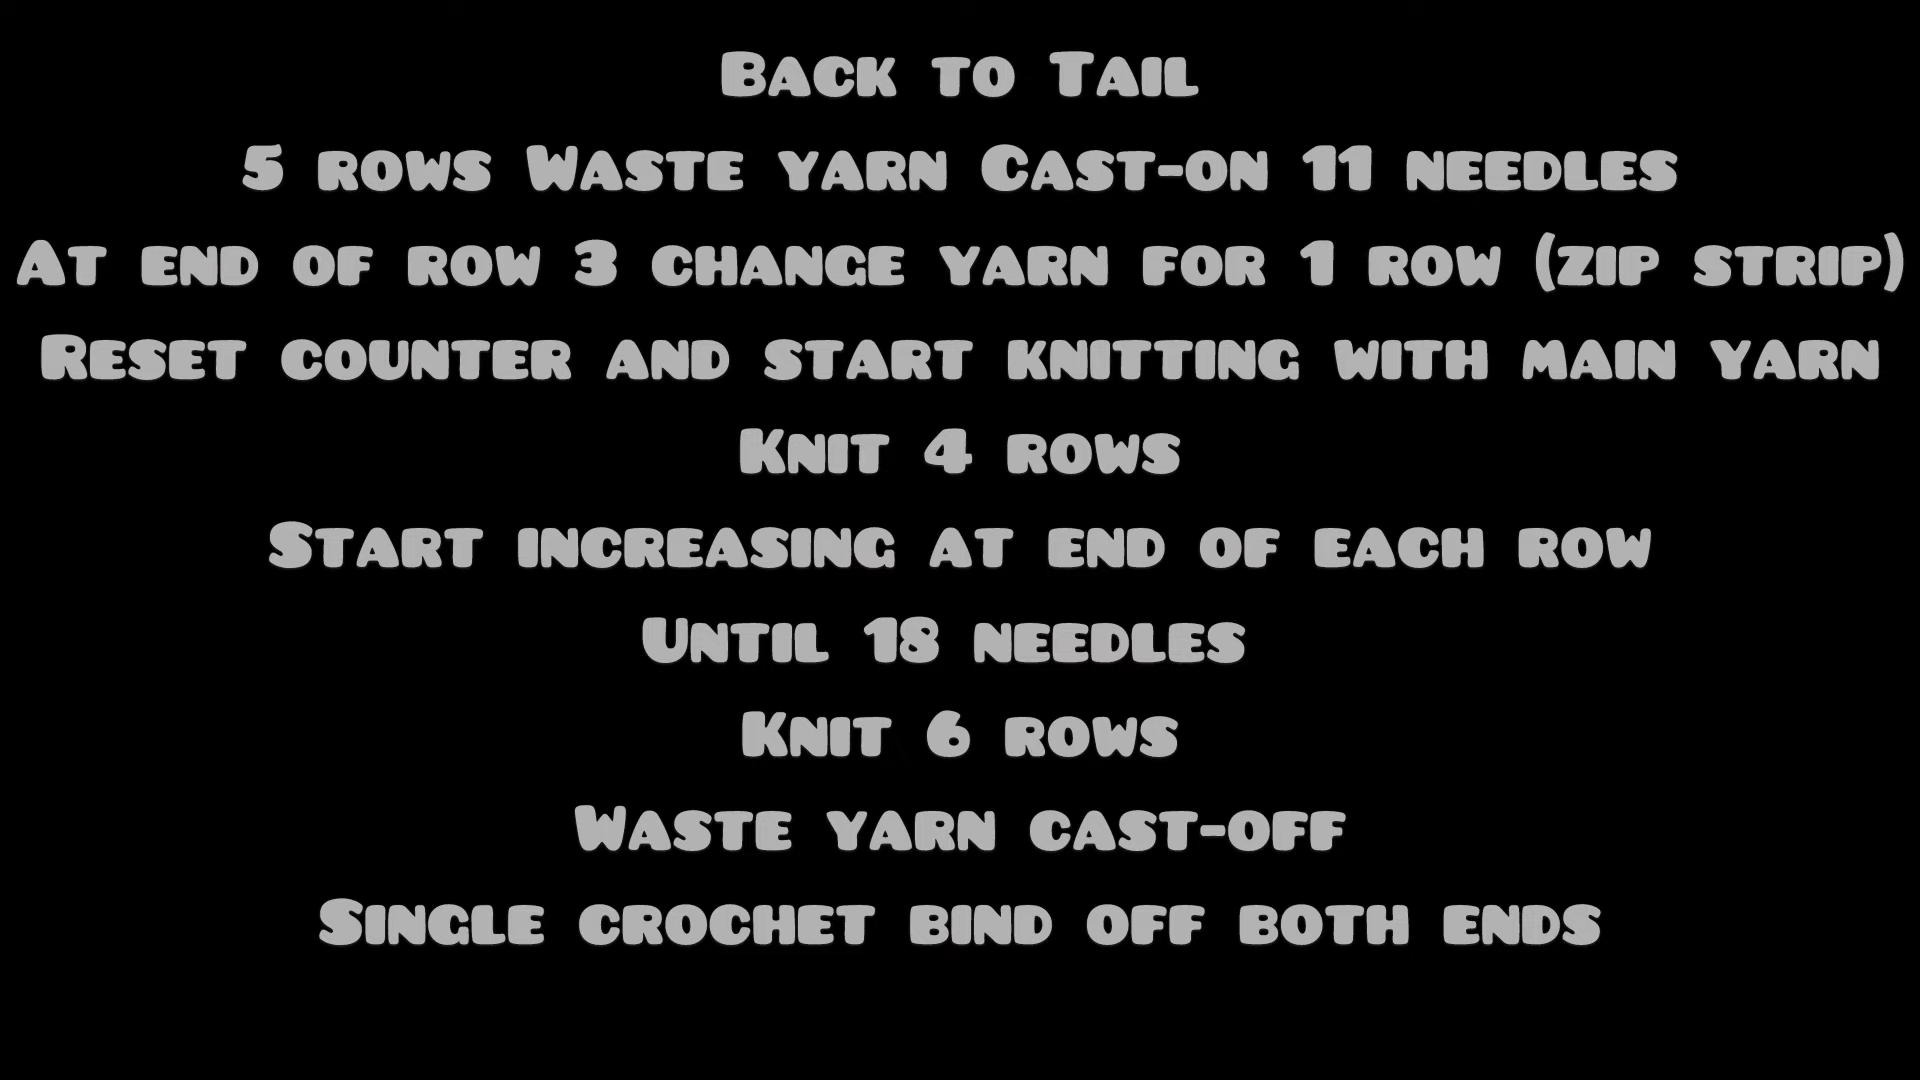 Back to Tail
5 rows Waste yarn Cast-on 11 needles
At end of row 3 change yarn for 1 row (zip strip)
Reset counter and start knitting with main yarn
Knit 4 rows
Start increasing at end of each row
Until 18 needles
Knit 6 rows
Waste yarn cast-off
Single crochet bind off both ends